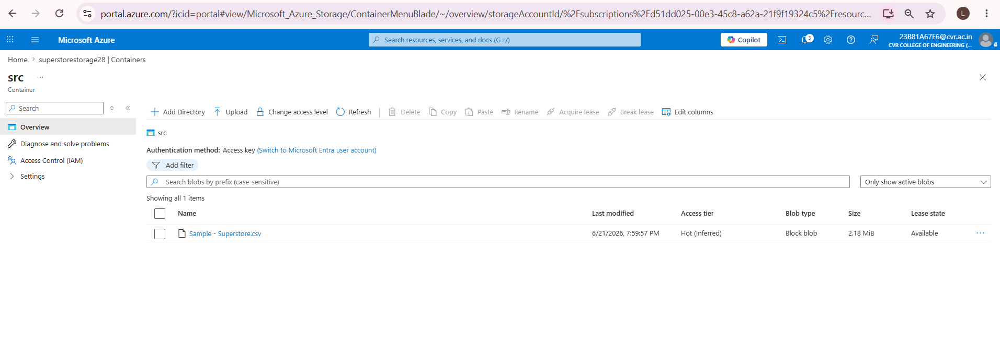 portal.azure.com/?icid=portal#view/Microsoft_Azure_Storage/ContainerMenuBlade/~/overview/storageAccountId/%2Fsubscriptions%2Fd51dd025-00e3-45c8-a62a-21f9f19324c5%2Fresourc...
L
Microsoft Azure
Search resources, services, and docs (G+/)
Copilot
3
23B81A67E6@cvr.ac.in
CVR COLLEGE OF ENGINEERING (...
Home > superstorestorage28 | Containers
src ...
Container
Search
Overview
Diagnose and solve problems
Access Control (IAM)
Settings
Add Directory Upload Change access level Refresh Delete Copy Paste Rename Acquire lease Break lease Edit columns
src
Authentication method: Access key (Switch to Microsoft Entra user account)
Add filter
Search blobs by prefix (case-sensitive)
Only show active blobs
Showing all 1 items
Name Last modified Access tier Blob type Size Lease state
Sample - Superstore.csv 6/21/2026, 7:59:57 PM Hot (Inferred) Block blob 2.18 MiB Available ...